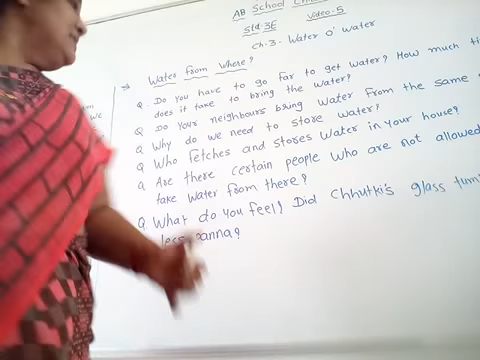 AB School
Std-3E Video-5
Ch-3. Water O' Water
→ Water from Where?
Q. Do you have to go far to get water? How much
does it take to bring the water?
Q Do Your neighbours bring water from the same
Q Why do we need to store water?
Q Who fetches and stores water in your house?
Q Are there certain people who are not allowed
take water from there?
Q. What do you feel? Did Chhutki's glass